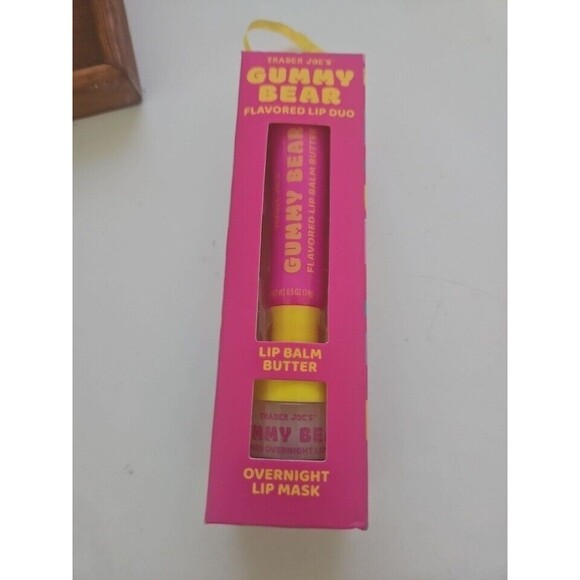 TRADER JOE'S
GUMMY
BEAR
FLAVORED LIP DUO
GUMMY BEAR
FLAVORED LIP BALM BUTTER
LIP BALM
BUTTER
TRADER JOE'S
MMY BEA
OVERNIGHT
OVERNIGHT
LIP MASK